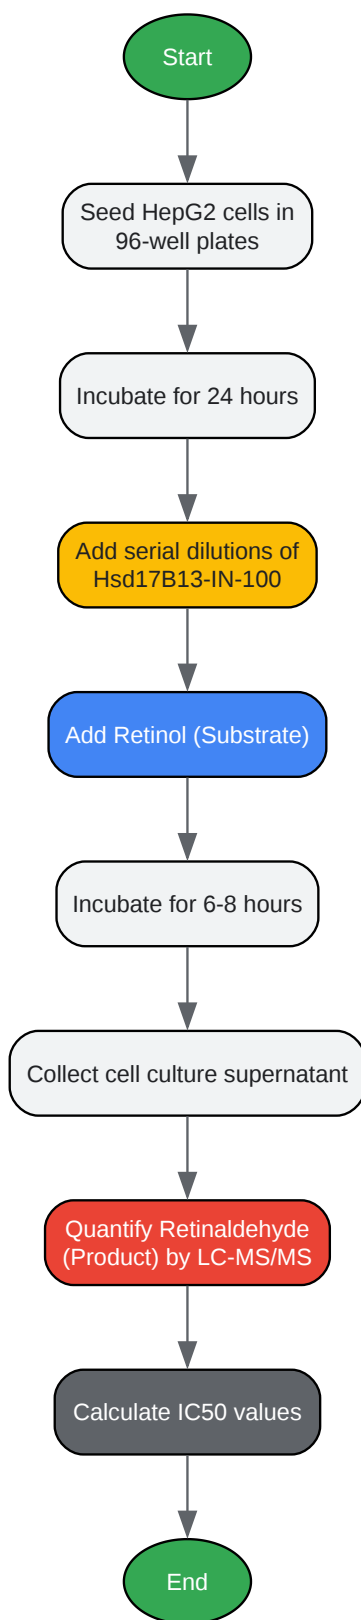 Start
Seed HepG2 cells in
96-well plates
Incubate for 24 hours
Add serial dilutions of
Hsd17B13-IN-100
Add Retinol (Substrate)
Incubate for 6-8 hours
Collect cell culture supernatant
Quantify Retinaldehyde
(Product) by LC-MS/MS
Calculate IC50 values
End